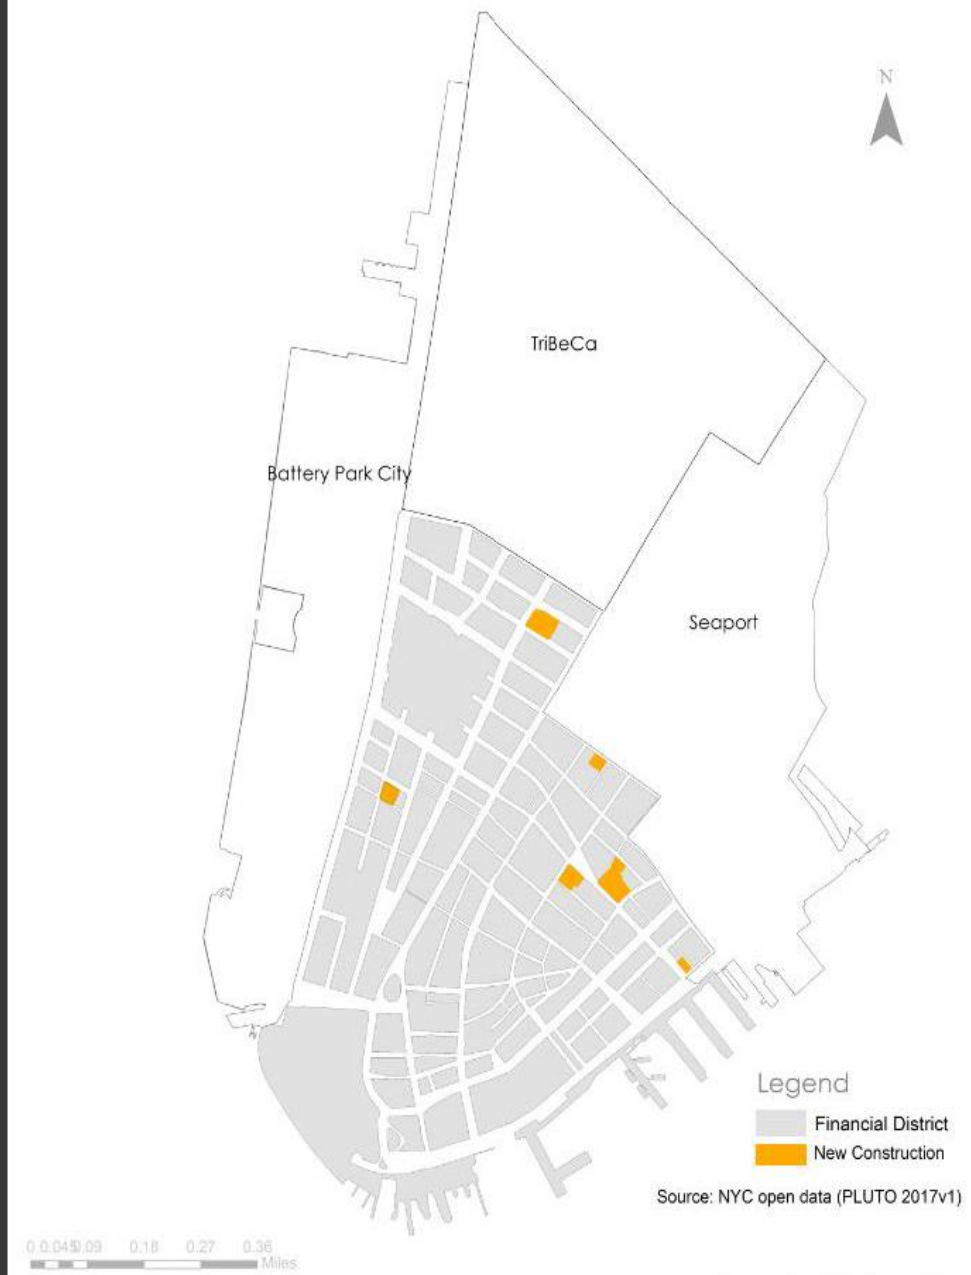 N
TriBeCa
Battery Park City
Seaport
Legend
Financial District
New Construction
Source: NYC open data (PLUTO 2017v1)
0 0.045 0.09 0.18 0.27 0.36
Miles